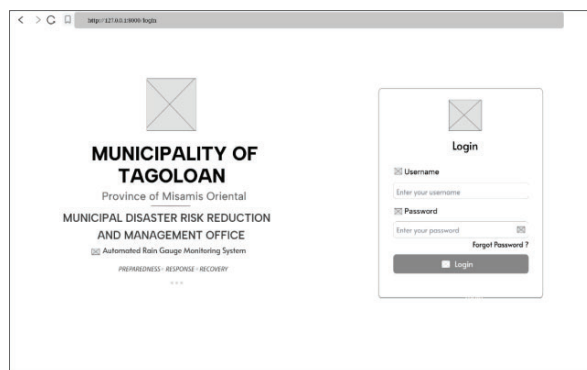 http://127.0.0.1:8000/login
MUNICIPALITY OF
TAGOLOAN
Province of Misamis Oriental
MUNICIPAL DISASTER RISK REDUCTION
AND MANAGEMENT OFFICE
Automated Rain Gauge Monitoring System
PREPAREDNESS • RESPONSE • RECOVERY
Login
Username
Enter your username
Password
Enter your password
Forgot Password ?
Login